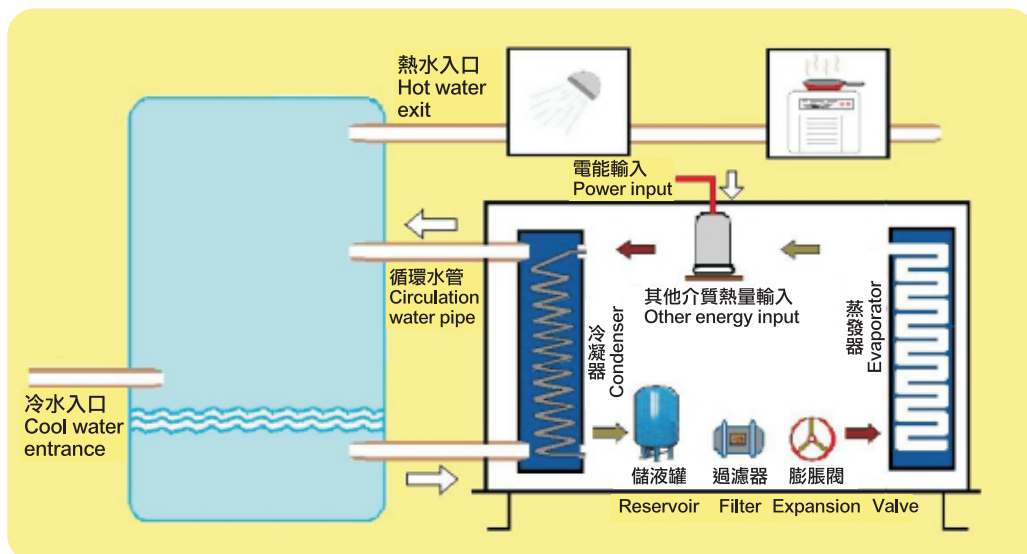 熱水入口
Hot water
exit
電能輸入
Power input
循環水管
Circulation
water pipe
其他介質熱量輸入
Other energy input
冷凝器
Condenser
蒸發器
Evaporator
冷水入口
Cool water
entrance
儲液罐 過濾器 膨脹閥
Reservoir Filter Expansion Valve